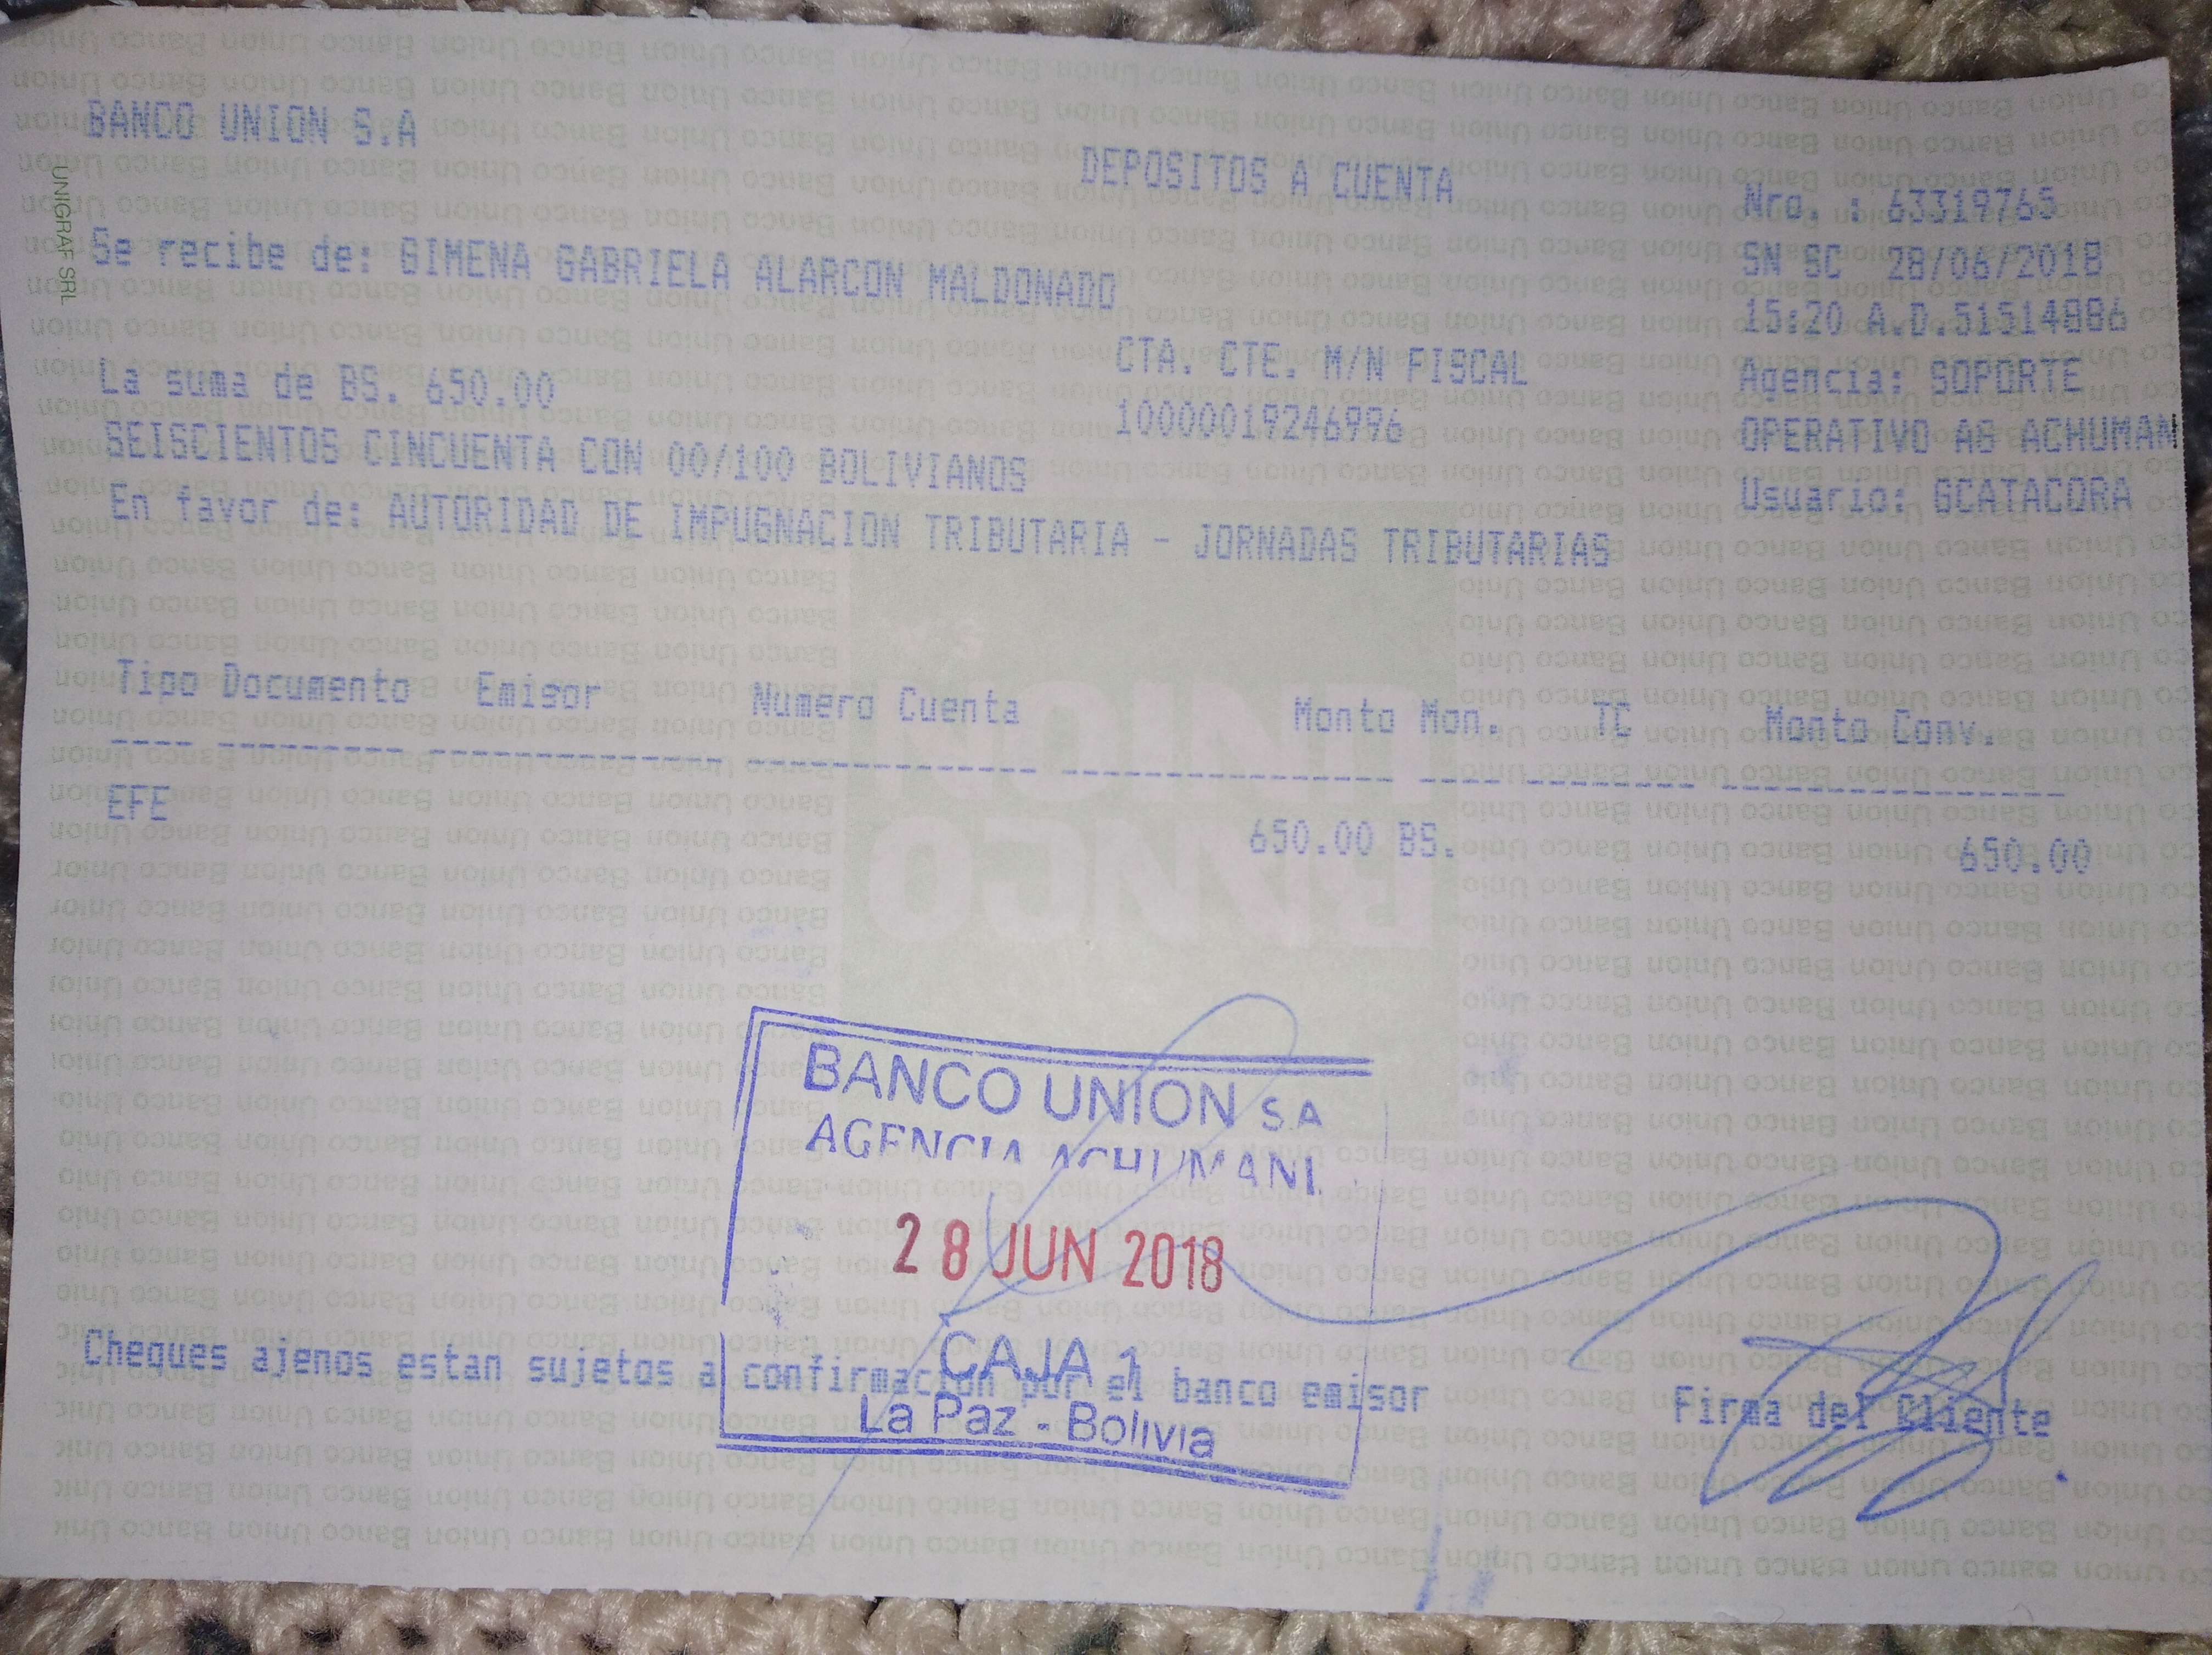 BANCO UNION S.A
DEPOSITOS A CUENTA
Nro. : 63319765
SN SC 28/06/2018
15:20 A.D.51514886
Agencia: SOPORTE
OPERATIVO AG ACHUMAN
Usuario: GCATACORA
UNIGRAF SRL
Se recibe de: GIMENA GABRIELA ALARCON MALDONADO
CTA. CTE. M/N FISCAL
10000019246996
La suma de BS. 650.00
SEISCIENTOS CINCUENTA CON 00/100 BOLIVIANOS
En favor de: AUTORIDAD DE IMPUGNACION TRIBUTARIA - JORNADAS TRIBUTARIAS
Tipo Documento Emisor Numero Cuenta Monto Mon. TC Monto Conv.
EFE 650.00 BS. 650.00
BANCO UNION
BANCO UNION S.A
AGENCIA ACHUMANI
28 JUN 2018
CAJA 1
La Paz - Bolivia
Cheques ajenos estan sujetos a confirmacion por el banco emisor
Firma del Cliente